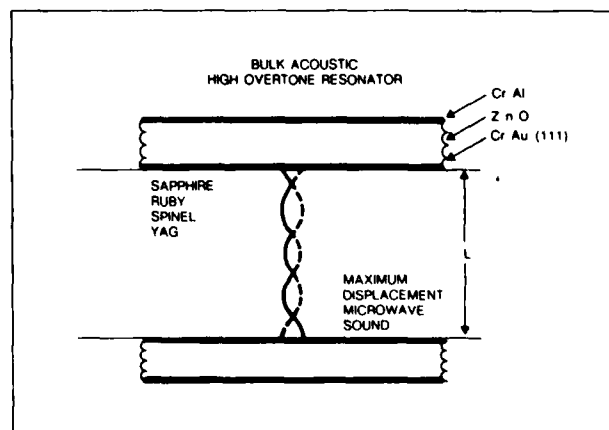 BULK ACOUSTIC
HIGH OVERTONE RESONATOR
Cr Al
Z n O
Cr Au (111)
SAPPHIRE
RUBY
SPINEL
YAG
L
MAXIMUM
DISPLACEMENT
MICROWAVE
SOUND